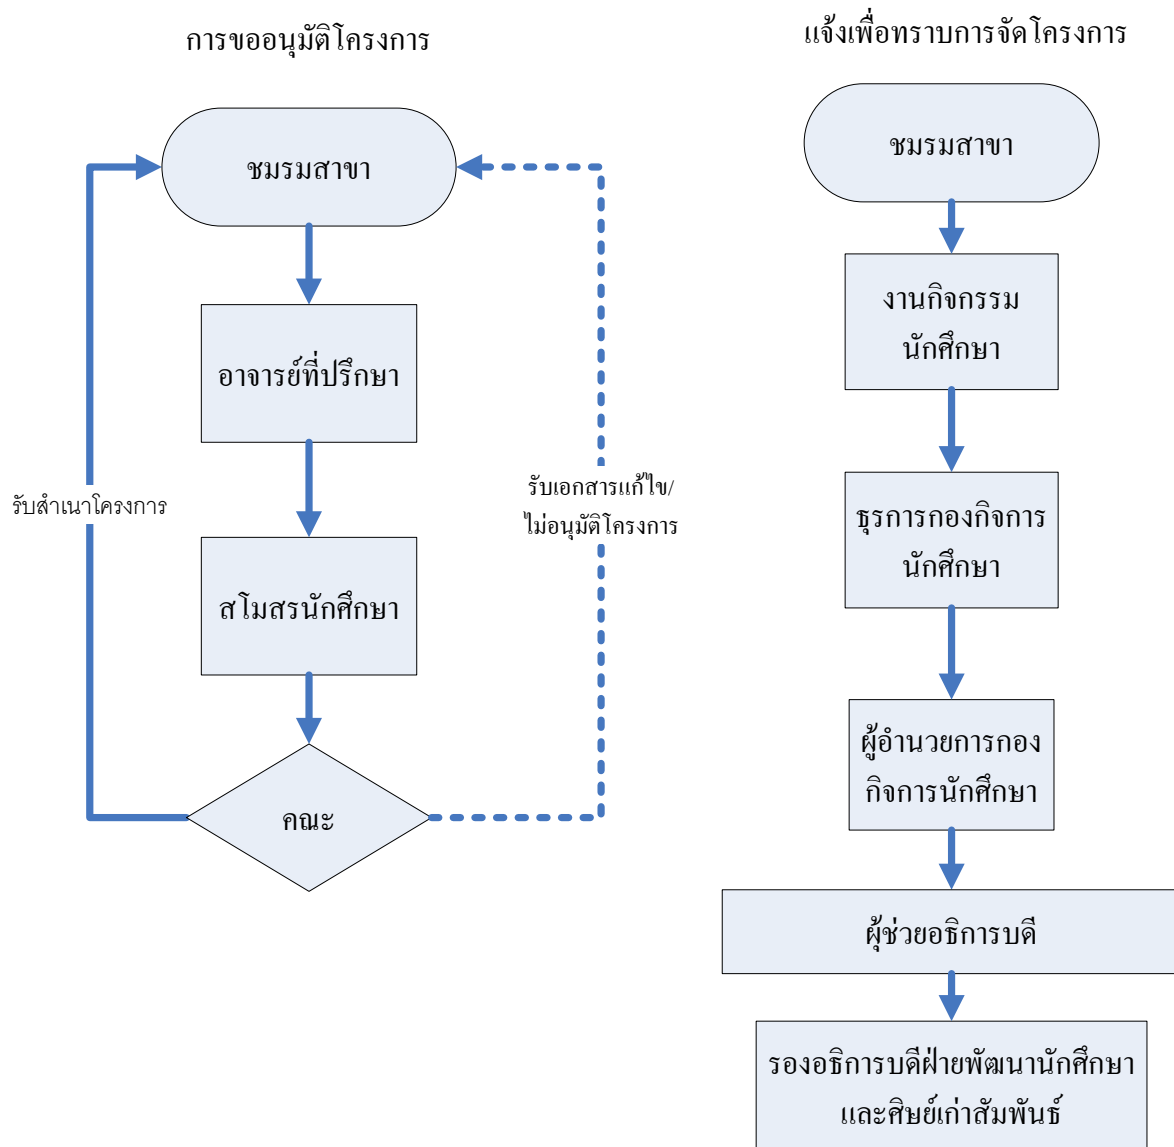 การขออนุมัติโครงการ
ชมรมสาขา
อาจารย์ที่ปรึกษา
รับสำเนาโครงการ
รับเอกสารแก้ไข/
ไม่อนุมัติโครงการ
สโมสรนักศึกษา
คณะ
แจ้งเพื่อทราบการจัดโครงการ
ชมรมสาขา
งานกิจกรรม
นักศึกษา
ธุรการกองกิจการ
นักศึกษา
ผู้อำนวยการกอง
กิจการนักศึกษา
ผุ้ช่วยอธิการบดี
รองอธิการบดีฝ่ายพัฒนานักศึกษา
และศิษย์เก่าสัมพันธ์